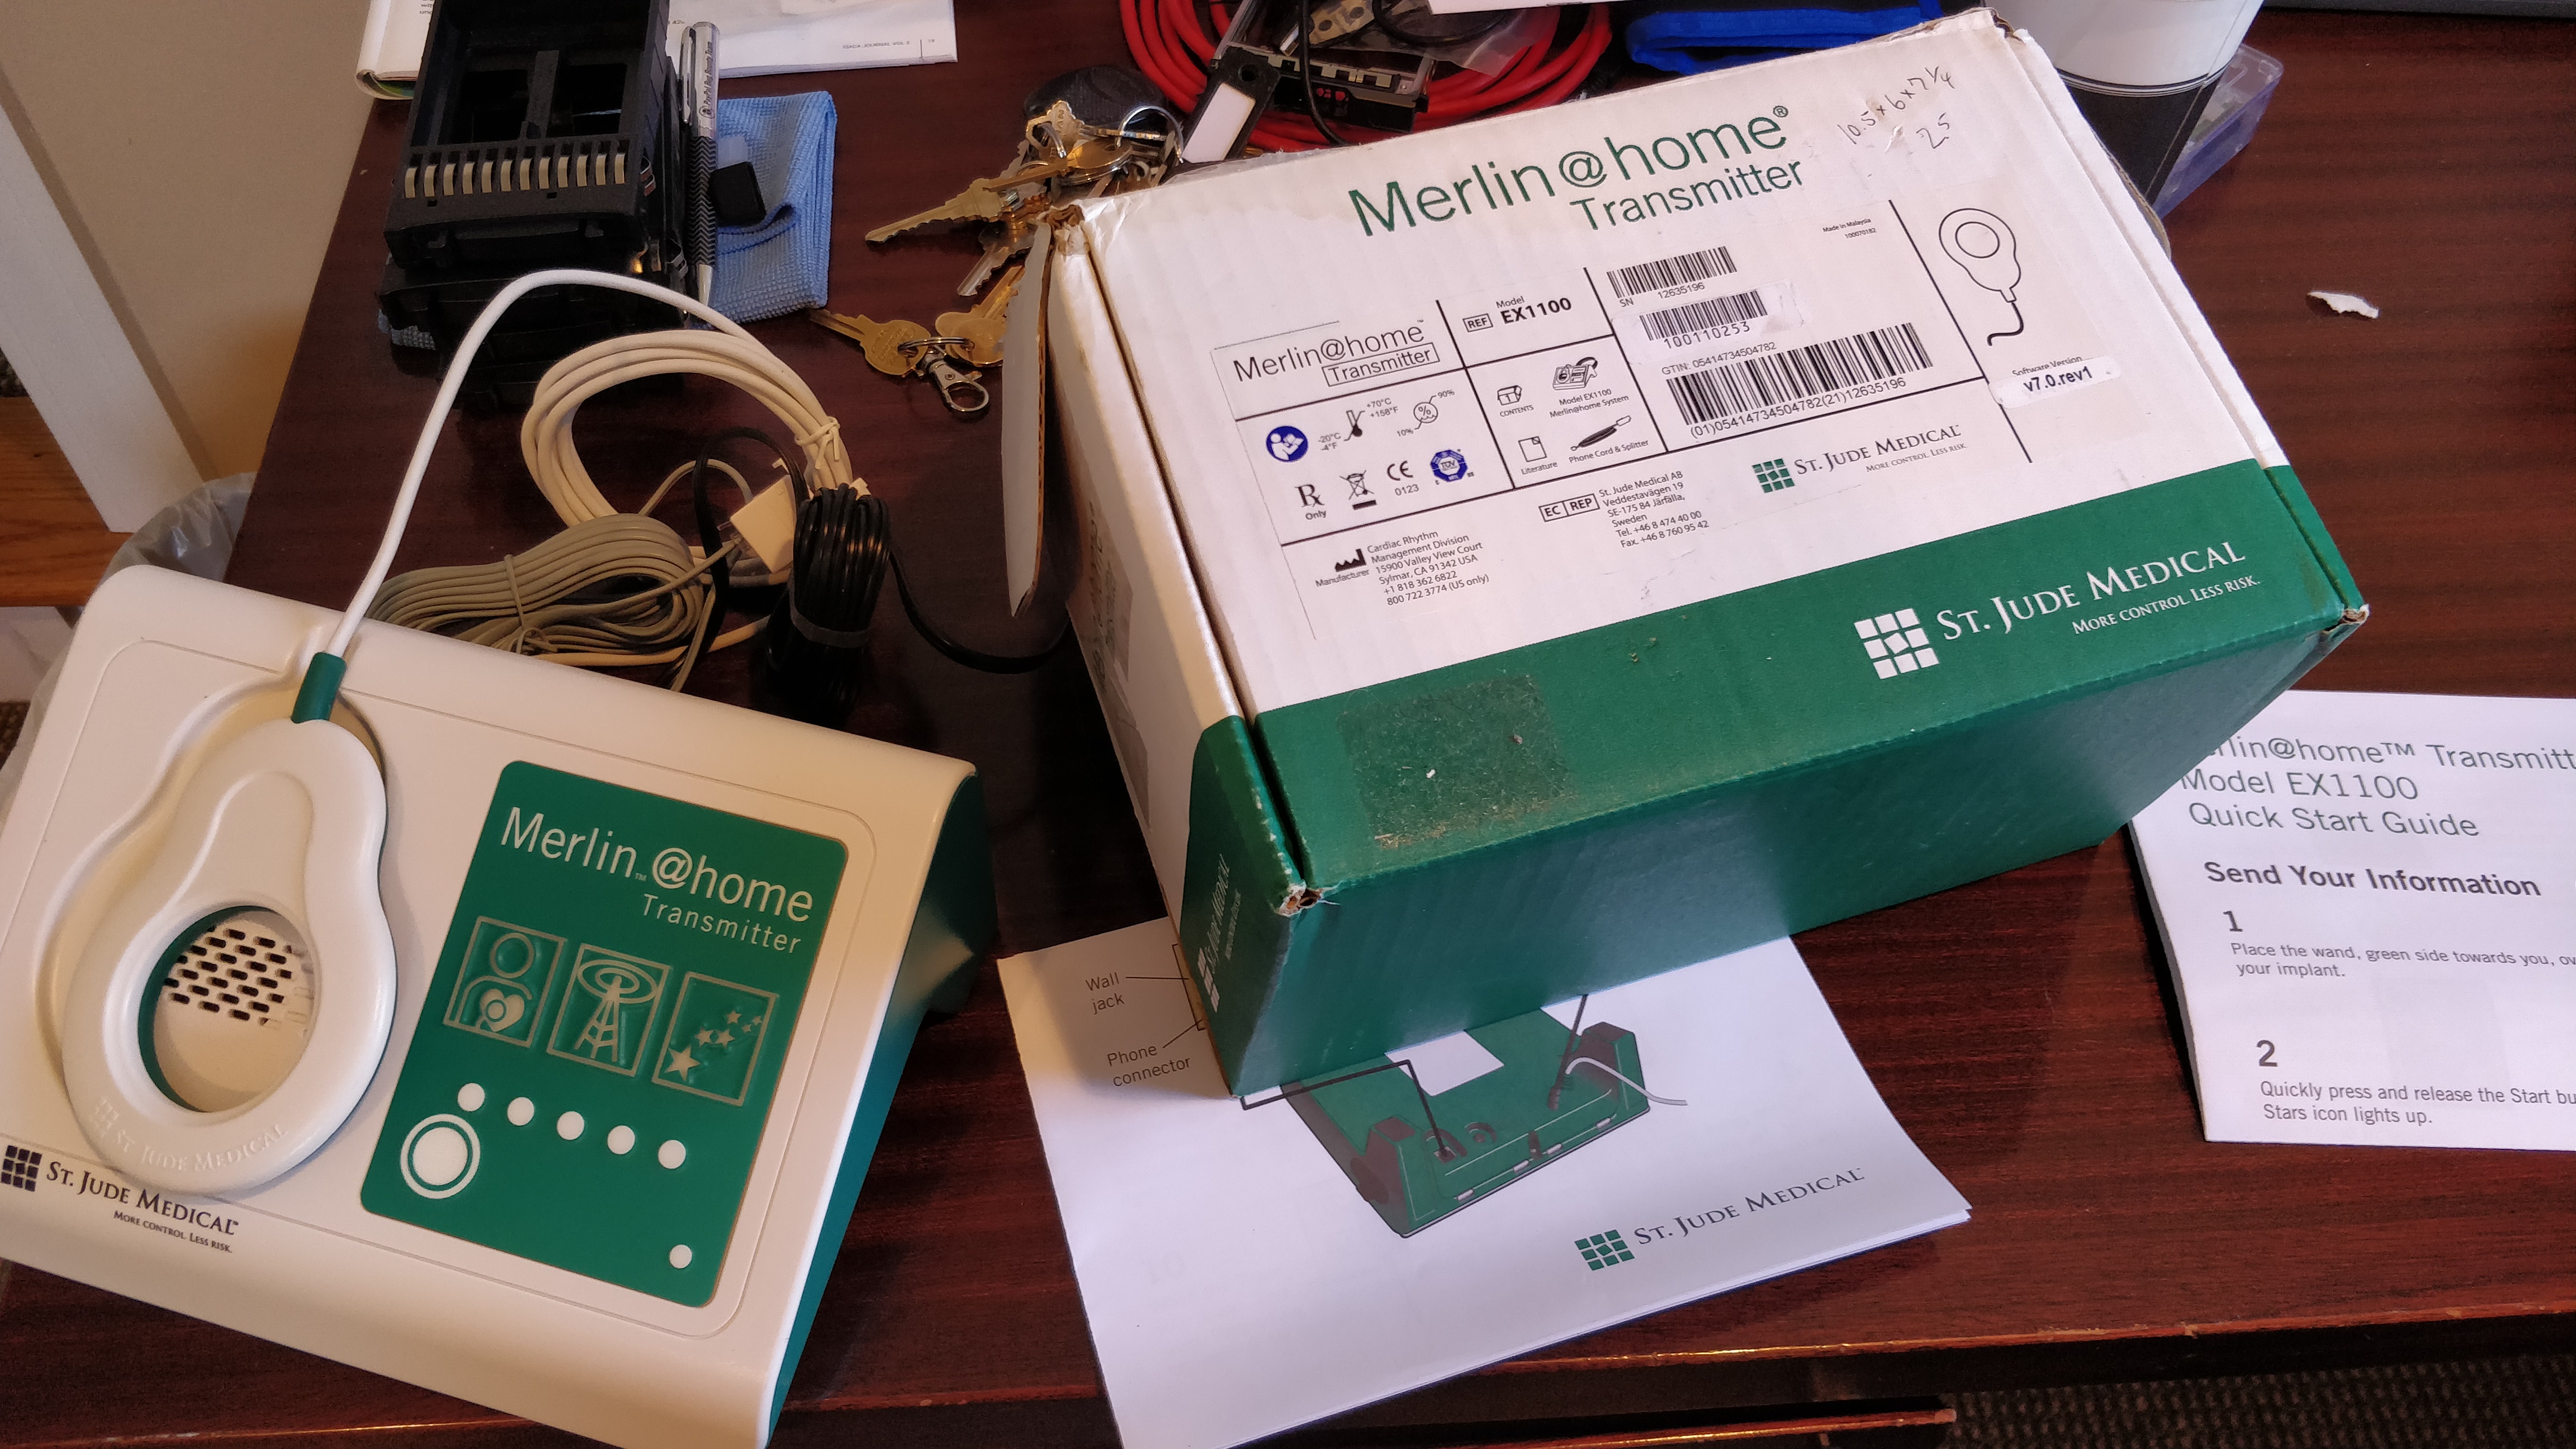 Merlin@home®
Transmitter
10.5 x 6 x 7 1/4
25
Made in Malaysia
100070182
Merlin@home™
Transmitter
REF
Model
EX1100
SN 12635196
100110253
GTIN: 05414734504782
(01)05414734504782(21)12635196
Software Version
v7.0.rev1
-20°C
-4°F
+70°C
+158°F
10%
90%
%
CONTENTS
Model EX1100
Merlin@home System
Literature
Phone Cord & Splitter
Rx
Only
CE
0123
TÜV
Manufacturer
Cardiac Rhythm
Management Division
15900 Valley View Court
Sylmar, CA 91342 USA
+1 818 362 6822
800 722 3774 (US only)
EC REP
St. Jude Medical AB
Veddestavägen 19
SE-175 84 Järfälla,
Sweden
Tel. +46 8 474 40 00
Fax. +46 8 760 95 42
ST. JUDE MEDICAL
MORE CONTROL. LESS RISK.
ST. JUDE MEDICAL
MORE CONTROL. LESS RISK.
ST. JUDE MEDICAL
Merlin™@home
Transmitter
ST. JUDE MEDICAL
ST. JUDE MEDICAL™
MORE CONTROL. LESS RISK.
Wall
jack
Phone
connector
ST. JUDE MEDICAL
rlin@home™ Transmitt
Model EX1100
Quick Start Guide
Send Your Information
1
Place the wand, green side towards you, ov
your implant.
2
Quickly press and release the Start bu
Stars icon lights up.